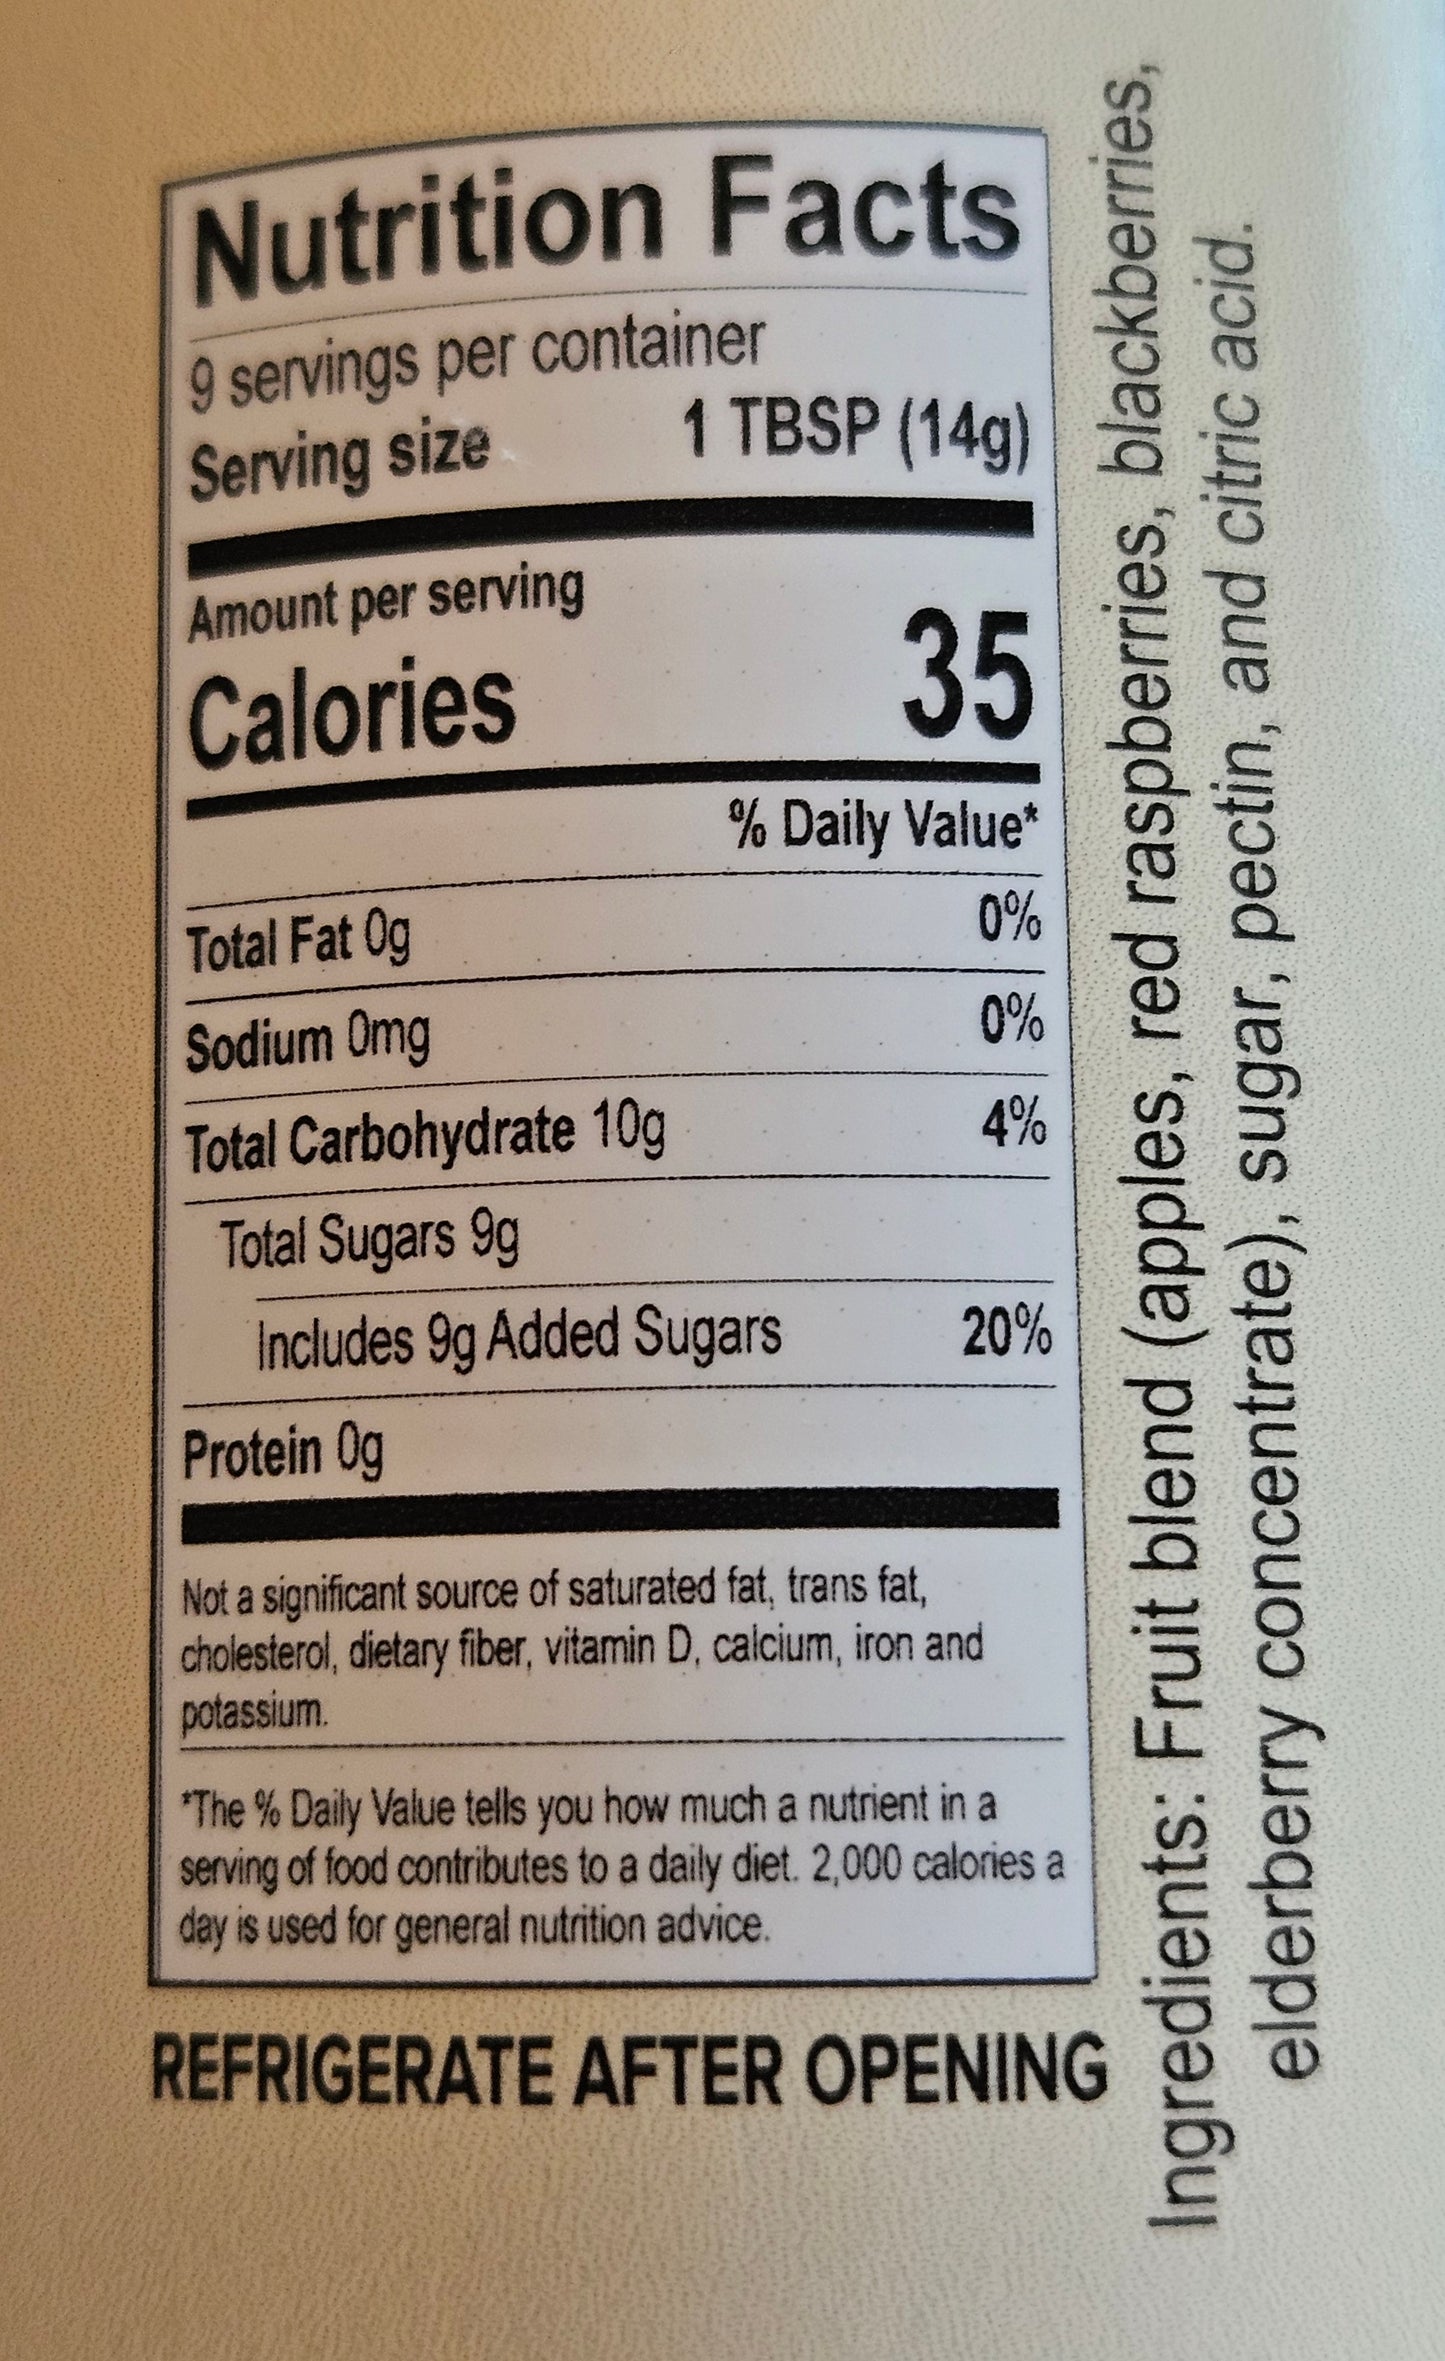 Nutrition Facts
9 servings per container
Serving size 1 TBSP (14g)
Amount per serving
Calories 35
% Daily Value*
Total Fat 0g 0%
Sodium 0mg 0%
Total Carbohydrate 10g 4%
Total Sugars 9g
Includes 9g Added Sugars 20%
Protein 0g
Not a significant source of saturated fat, trans fat,
cholesterol, dietary fiber, vitamin D, calcium, iron and
potassium.
*The % Daily Value tells you how much a nutrient in a
serving of food contributes to a daily diet. 2,000 calories a
day is used for general nutrition advice.
REFRIGERATE AFTER OPENING
Ingredients: Fruit blend (apples, red raspberries, blackberries,
elderberry concentrate), sugar, pectin, and citric acid.